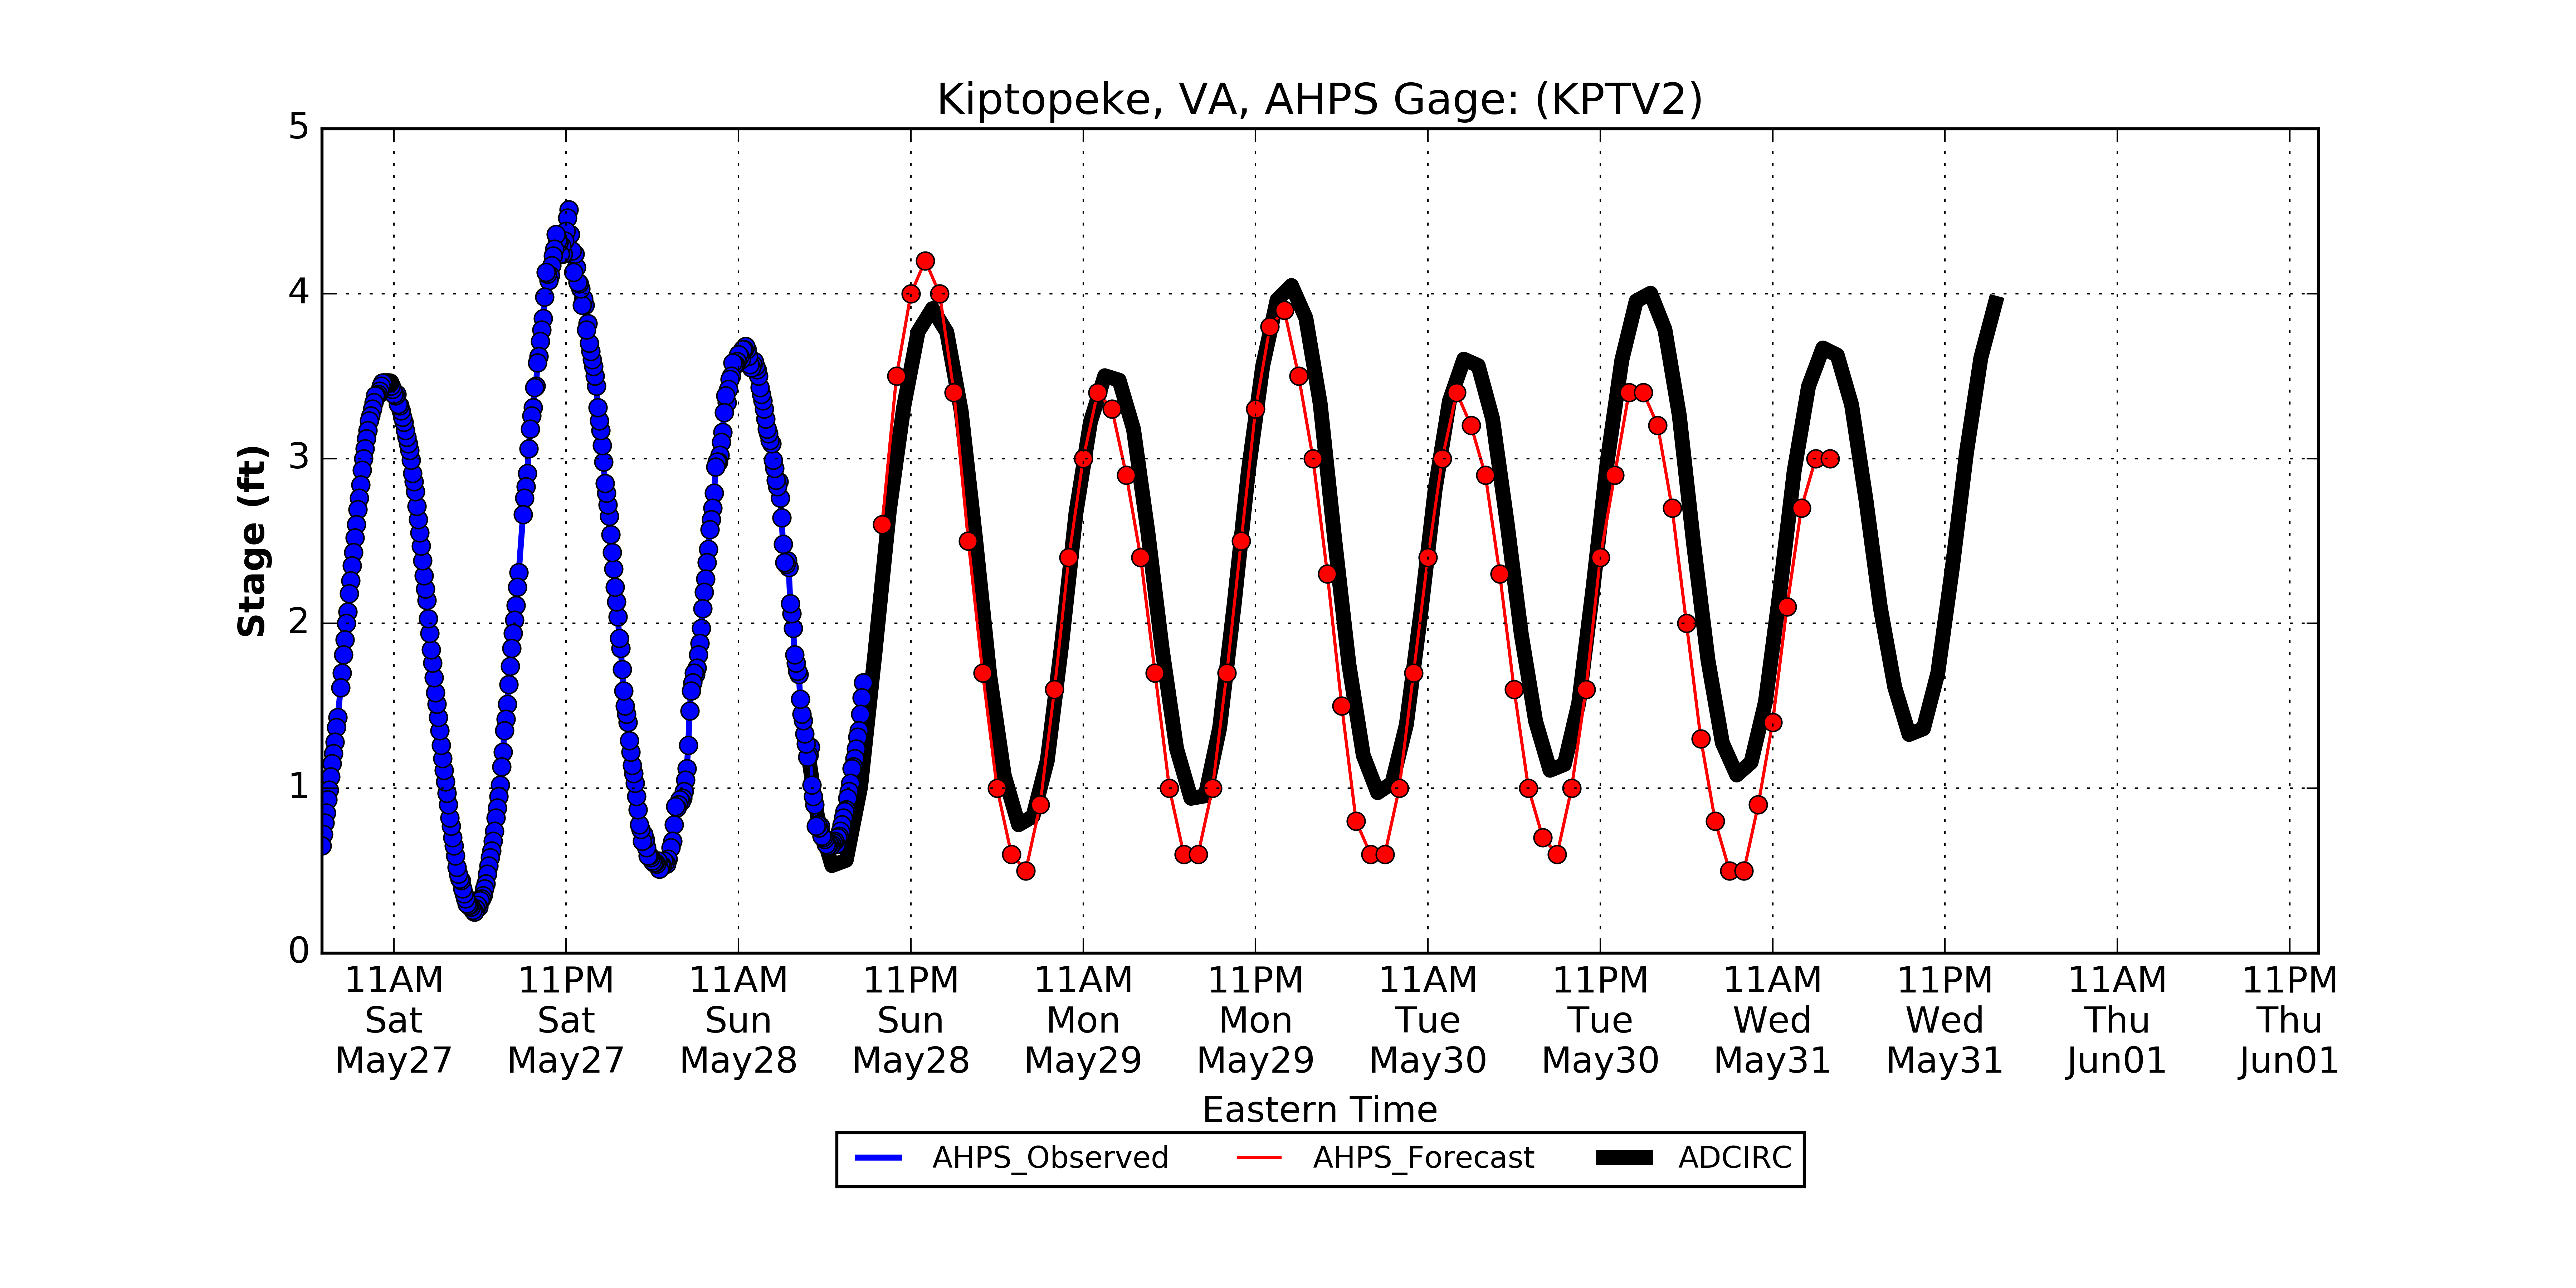 Kiptopeke, VA, AHPS Gage: (KPTV2)
5
4
3
2
1
0
Stage (ft)
11AM 11PM 11AM 11PM 11AM 11PM 11AM 11PM 11AM 11PM 11AM 11PM
Sat Sat Sun Sun Mon Mon Tue Tue Wed Wed Thu Thu
May27 May27 May28 May28 May29 May29 May30 May30 May31 May31 Jun01 Jun01
Eastern Time
AHPS_Observed AHPS_Forecast ADCIRC